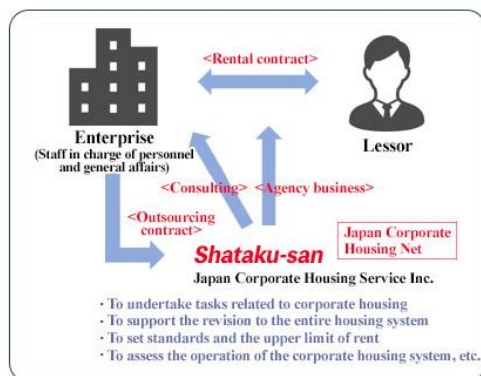 <Rental contract>
Enterprise
(Staff in charge of personnel
and general affairs)
Lessor
<Consulting>
<Agency business>
<Outsourcing
contract>
Shataku-san
Japan Corporate
Housing Net
Japan Corporate Housing Service Inc.
・To undertake tasks related to corporate housing
・To support the revision to the entire housing system
・To set standards and the upper limit of rent
・To assess the operation of the corporate housing system, etc.